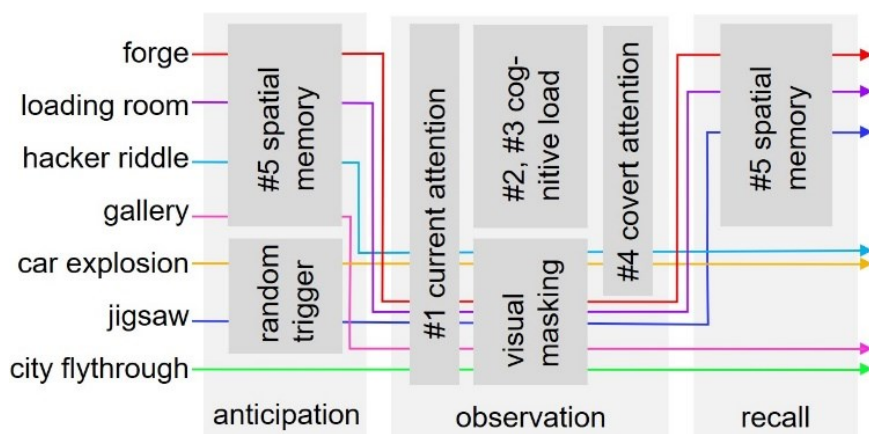 forge
loading room
hacker riddle
gallery
car explosion
jigsaw
city flythrough
#5 spatial
memory
random
trigger
anticipation
#1 current attention
#2, #3 cog-
nitive load
visual
masking
#4 covert attention
observation
#5 spatial
memory
recall